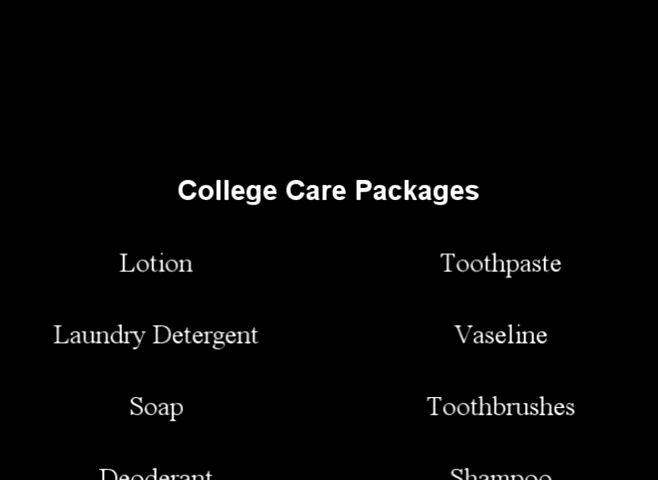 College Care Packages
Lotion Toothpaste
Laundry Detergent Vaseline
Soap Toothbrushes
Deoderant Shampoo